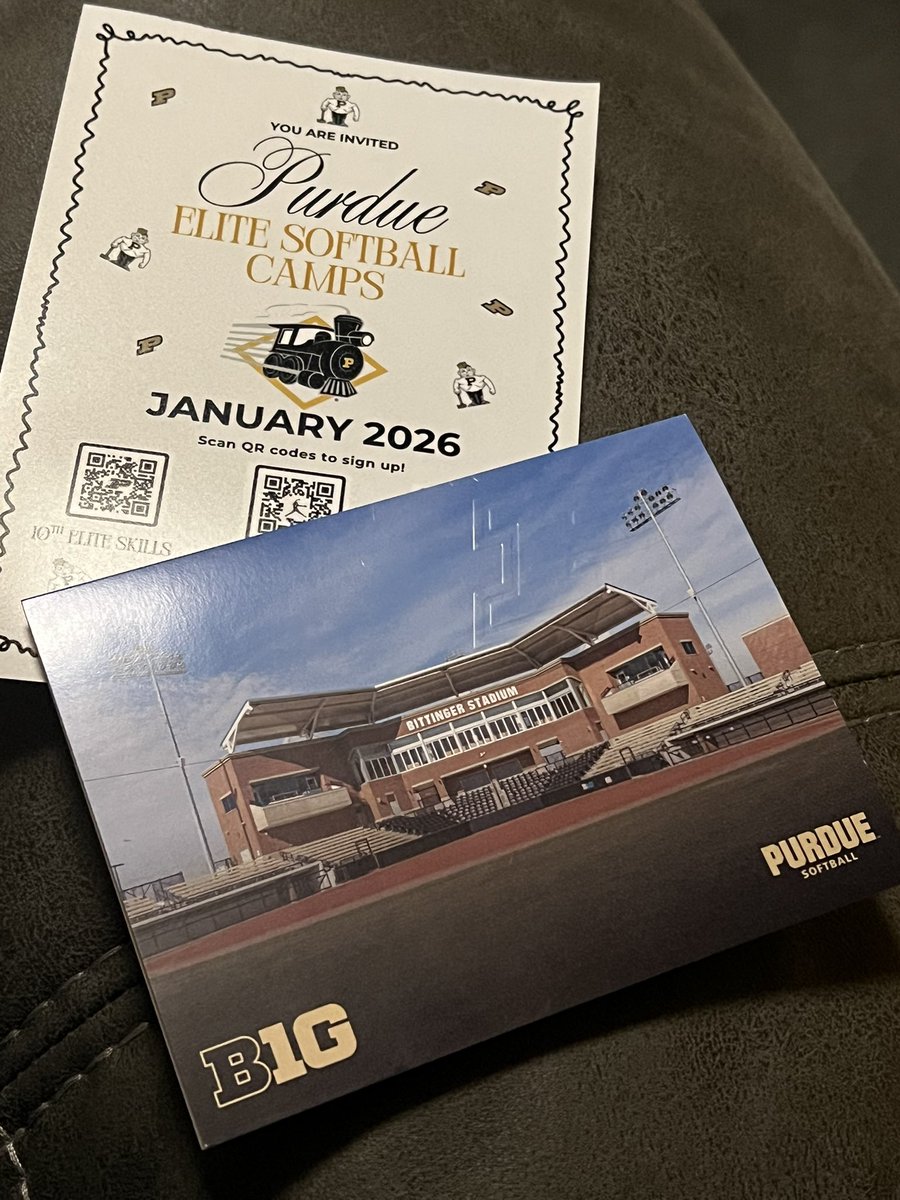 YOU ARE INVITED
Purdue
ELITE SOFTBALL
CAMPS
JANUARY 2026
Scan QR codes to sign up!
10TH ELITE SKILLS
BITTINGER STADIUM
PURDUE
SOFTBALL
B1G